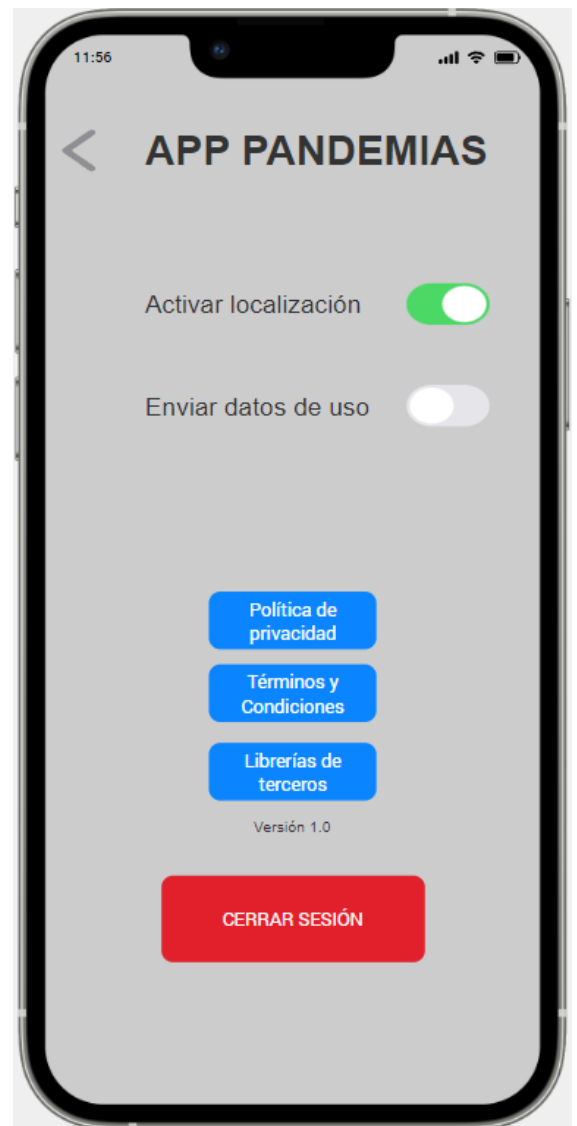 11:56
APP PANDEMIAS
Activar localización
Enviar datos de uso
Política de
privacidad
Términos y
Condiciones
Librerías de
terceros
Versión 1.0
CERRAR SESIÓN